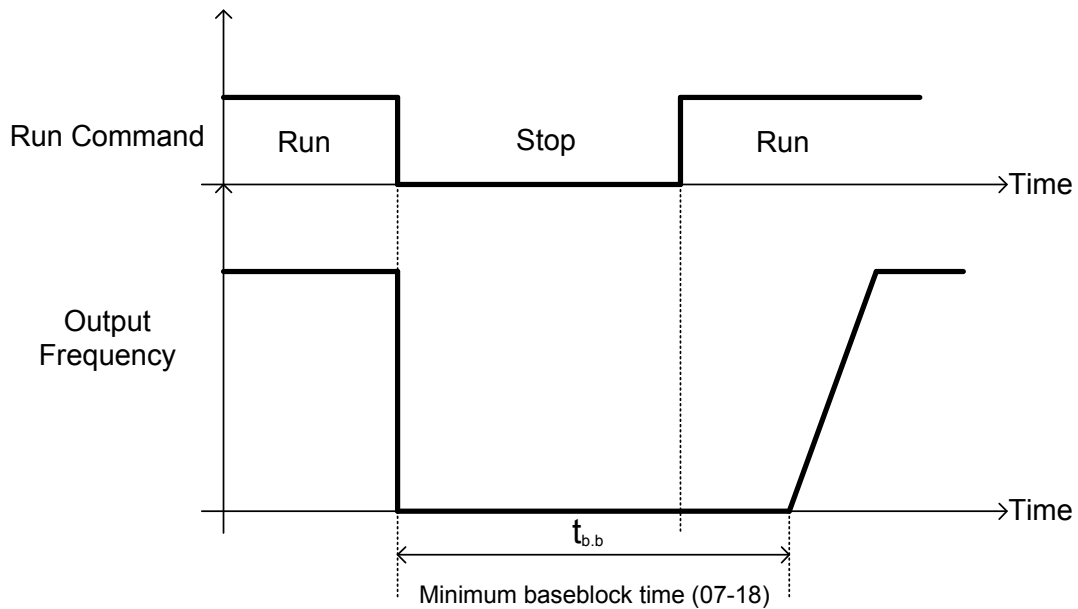 Run Command
Run
Stop
Run
Time
Output
Frequency
Time
tb.b
Minimum baseblock time (07-18)